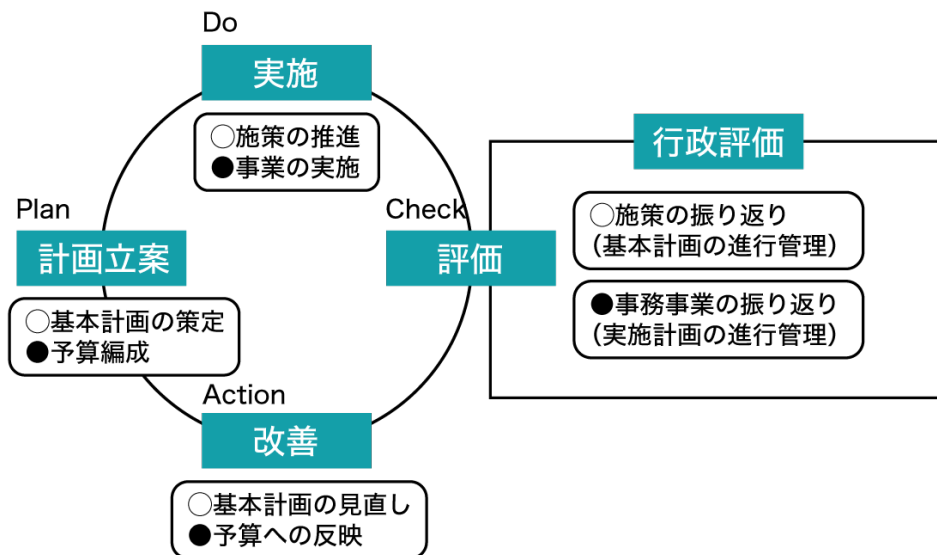 Do
実施
○施策の推進
●事業の実施
Plan
計画立案
○基本計画の策定
●予算編成
Check
評価
行政評価
○施策の振り返り
(基本計画の進行管理)
●事務事業の振り返り
(実施計画の進行管理)
Action
改善
○基本計画の見直し
●予算への反映